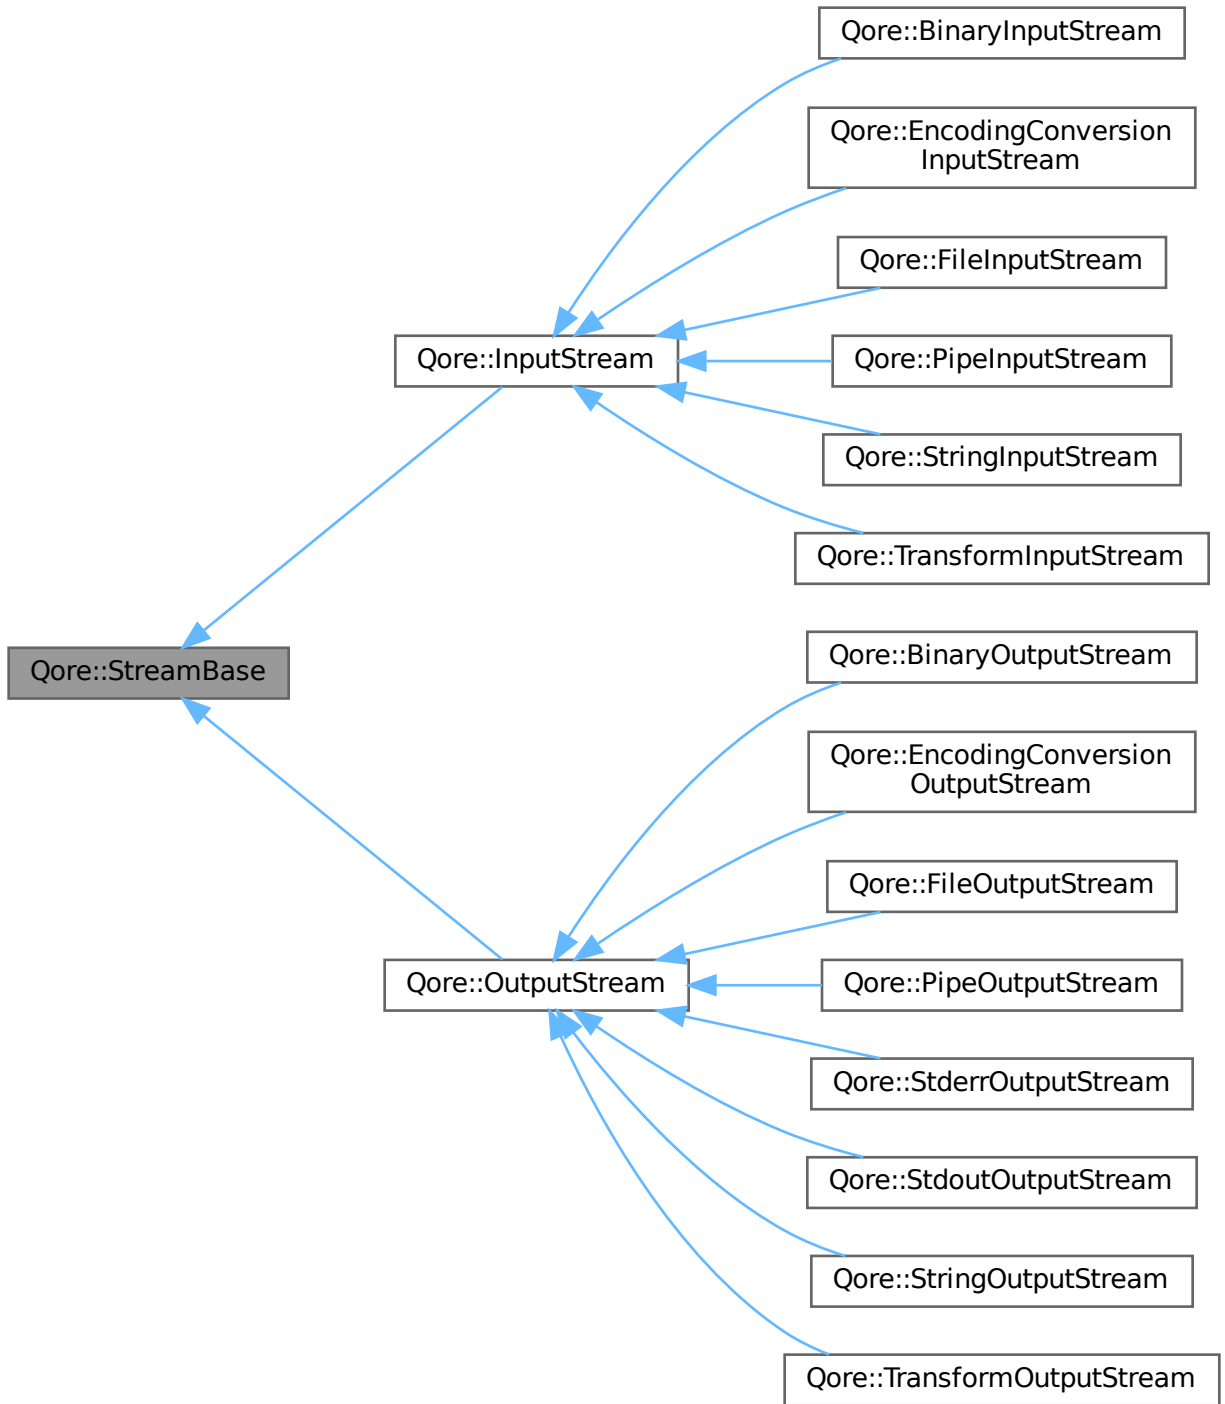 Qore::BinaryInputStream
Qore::EncodingConversion
InputStream
Qore::FileInputStream
Qore::InputStream
Qore::PipeInputStream
Qore::StringInputStream
Qore::TransformInputStream
Qore::StreamBase
Qore::BinaryOutputStream
Qore::EncodingConversion
OutputStream
Qore::FileOutputStream
Qore::OutputStream
Qore::PipeOutputStream
Qore::StderrOutputStream
Qore::StdoutOutputStream
Qore::StringOutputStream
Qore::TransformOutputStream